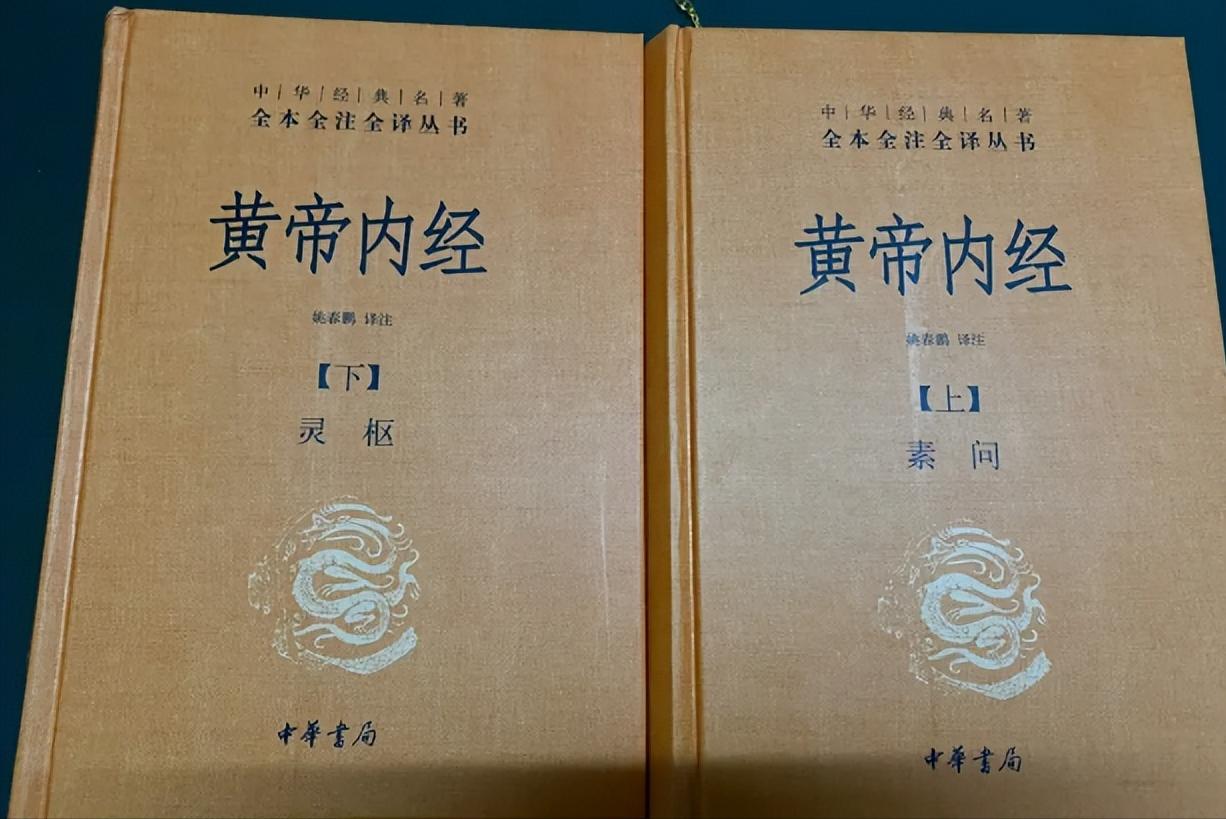 中华经典名著
全本全注全译丛书
黄帝内经
姚春鹏 译注
【下】
灵枢
中華書局
中华经典名著
全本全注全译丛书
黄帝内经
姚春鹏 译注
【上】
素问
中華書局